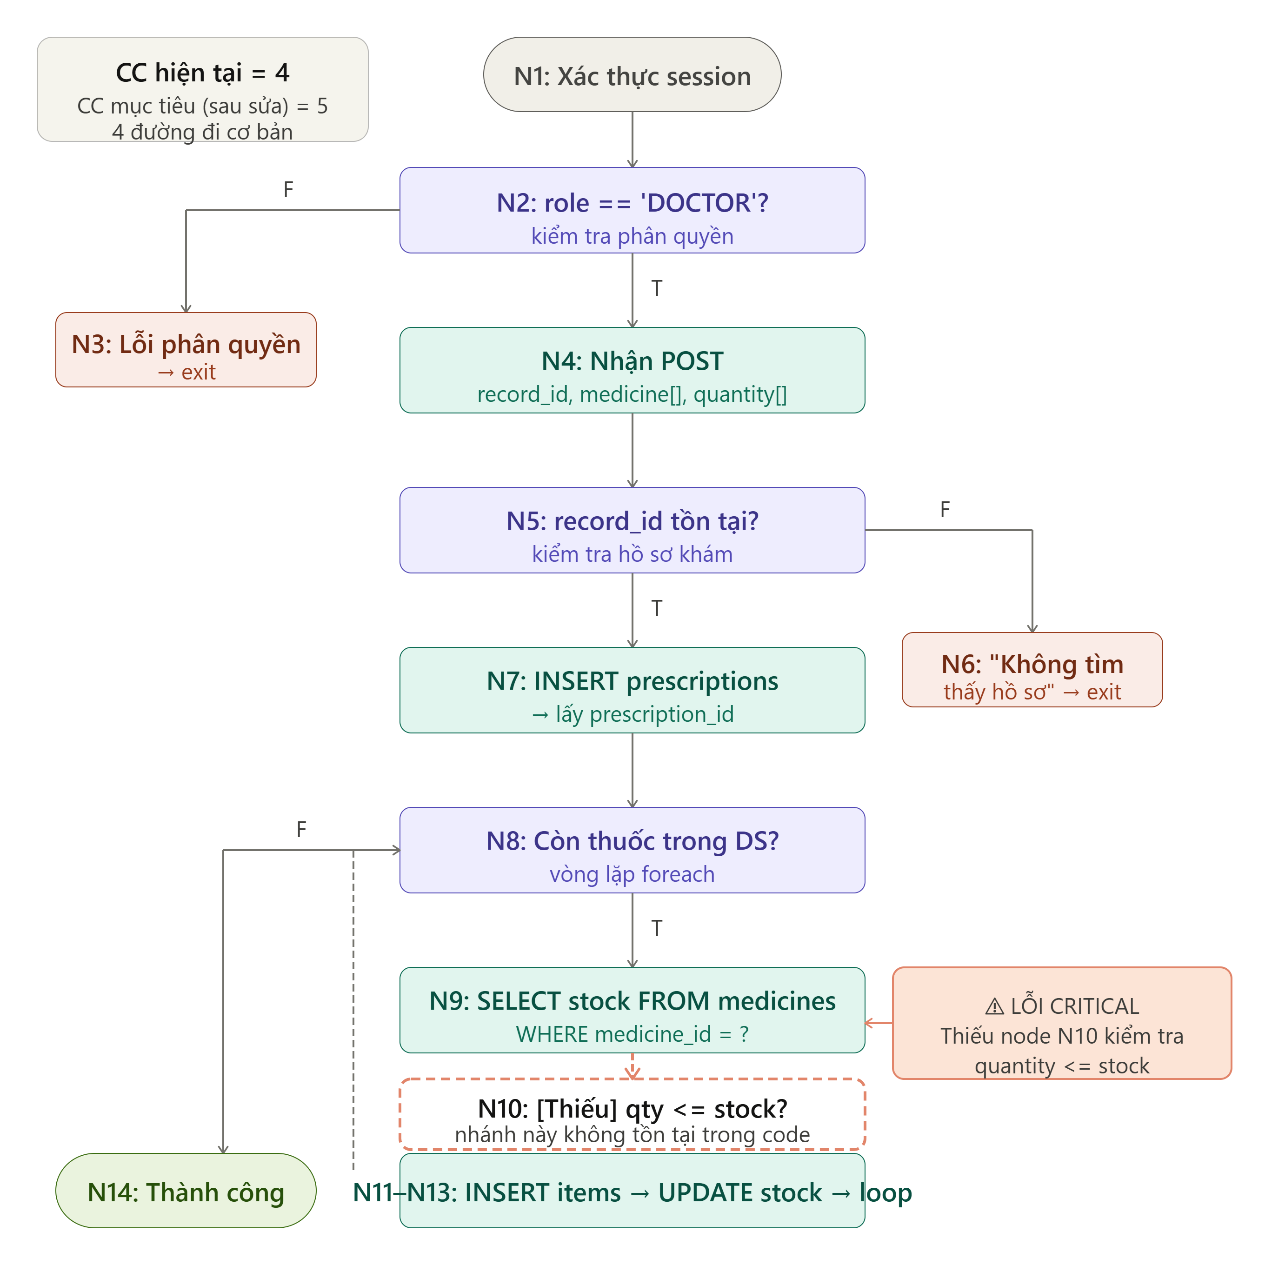 CC hiện tại = 4
CC mục tiêu (sau sửa) = 5
4 đường đi cơ bản
N1: Xác thực session
F
N2: role == 'DOCTOR'?
kiểm tra phân quyền
T
N3: Lỗi phân quyền
→ exit
N4: Nhận POST
record_id, medicine[], quantity[]
N5: record_id tồn tại?
kiểm tra hồ sơ khám
F
T
N6: "Không tìm
thấy hồ sơ" → exit
N7: INSERT prescriptions
→ lấy prescription_id
F
N8: Còn thuốc trong DS?
vòng lặp foreach
T
N9: SELECT stock FROM medicines
WHERE medicine_id = ?
⚠ LỖI CRITICAL
Thiếu node N10 kiểm tra
quantity <= stock
N10: [Thiếu] qty <= stock?
nhánh này không tồn tại trong code
N14: Thành công
N11–N13: INSERT items → UPDATE stock → loop